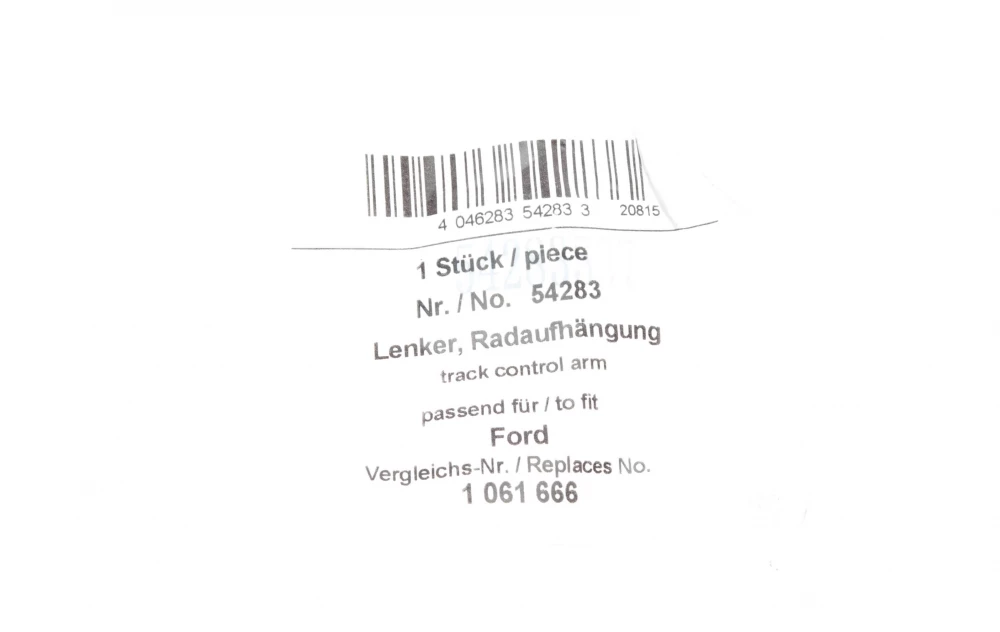 4 046283 54283 3 20815
1 Stück / piece
Nr. / No. 54283
Lenker, Radaufhängung
track control arm
passend für / to fit
Ford
Vergleichs-Nr. / Replaces No.
1 061 666